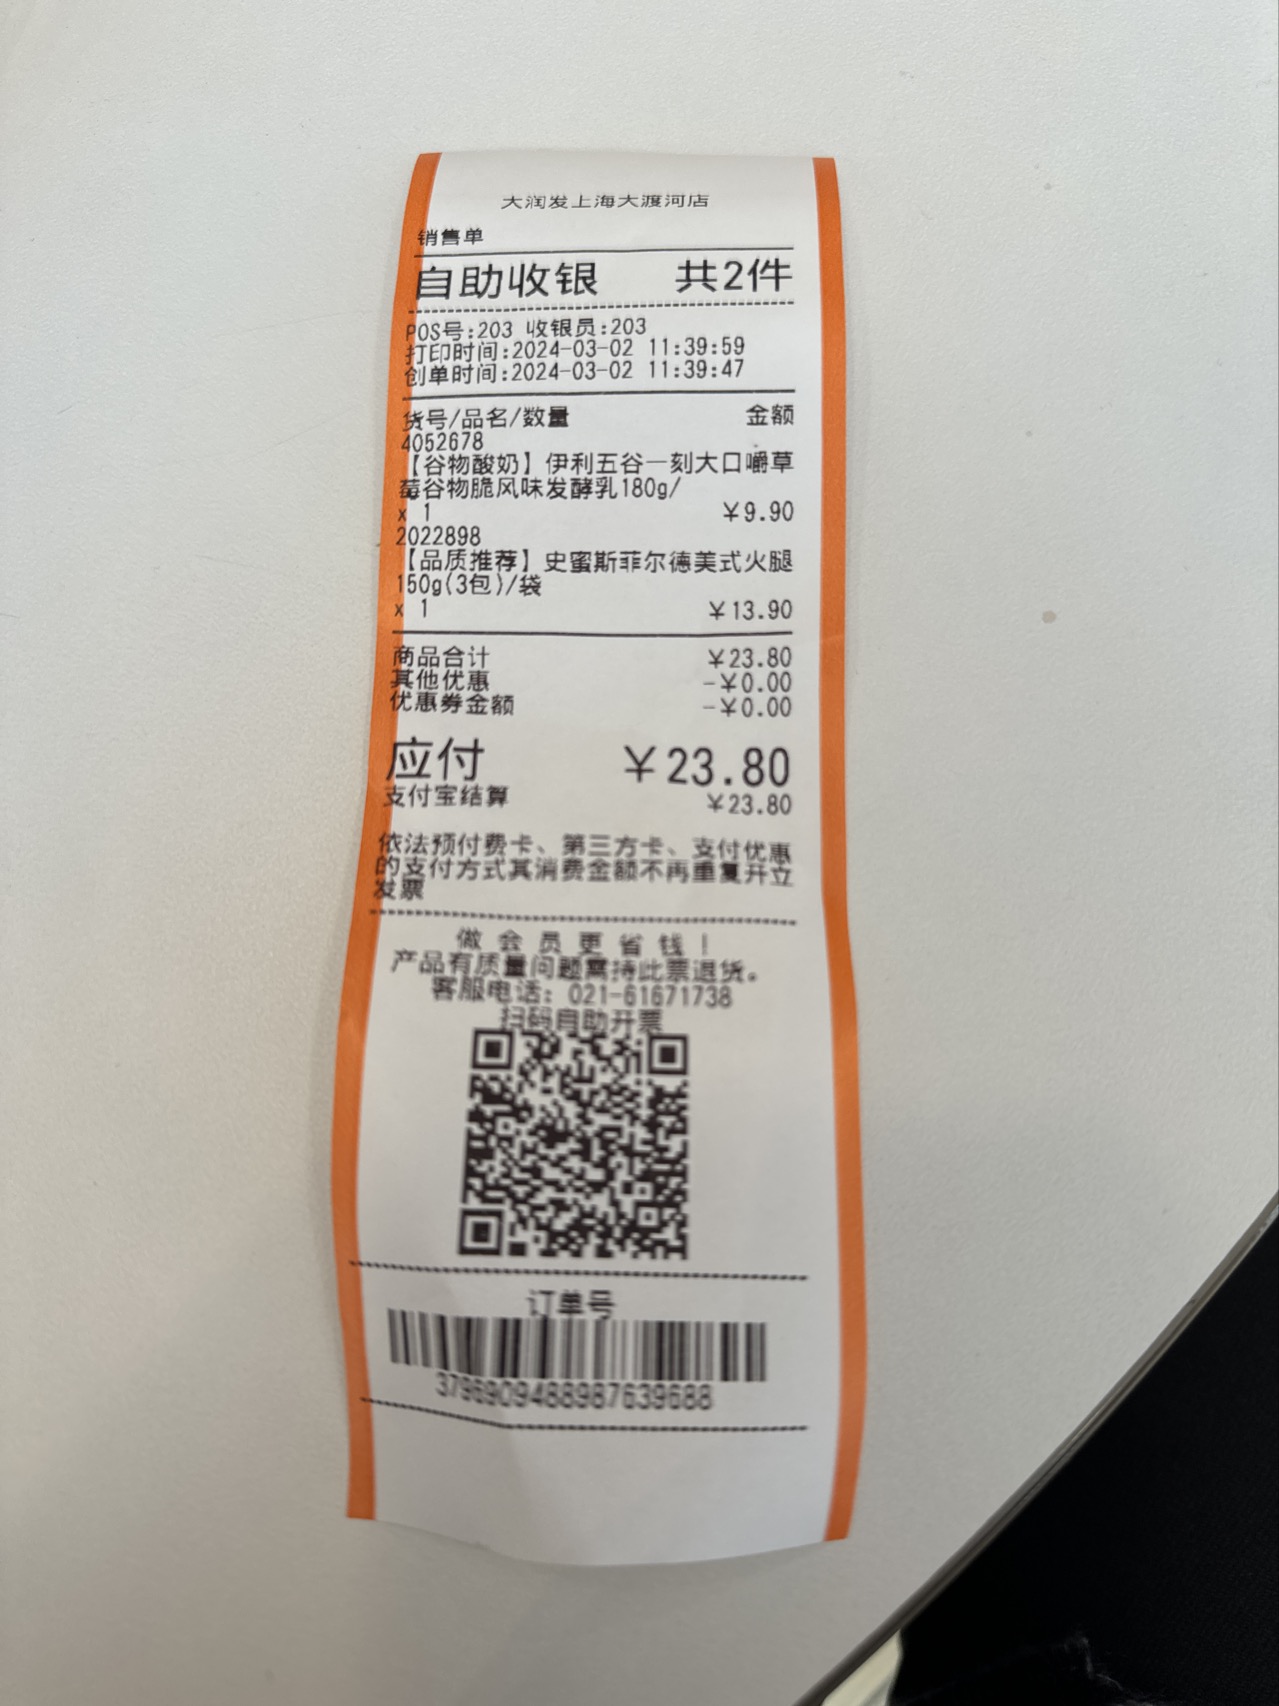 大润发上海大渡河店
销售单
自助收银 共2件
POS号:203 收银员:203
打印时间:2024-03-02 11:39:59
创单时间:2024-03-02 11:39:47
货号/品名/数量 金额
4052678
【谷物酸奶】伊利五谷一刻大口嚼草
莓谷物脆风味发酵乳180g/
x 1 ¥9.90
2022898
【品质推荐】史蜜斯菲尔德美式火腿
150g(3包)/袋
x 1 ¥13.90
商品合计 ¥23.80
其他优惠 -¥0.00
优惠券金额 -¥0.00
应付 ¥23.80
支付宝结算 ¥23.80
依法预付费卡、第三方卡、支付优惠
的支付方式其消费金额不再重复开立
发票
做会员更省钱！
产品有质量问题需持此票退货。
客服电话：021-61671738
扫码自助开票
订单号
3796909488987639688